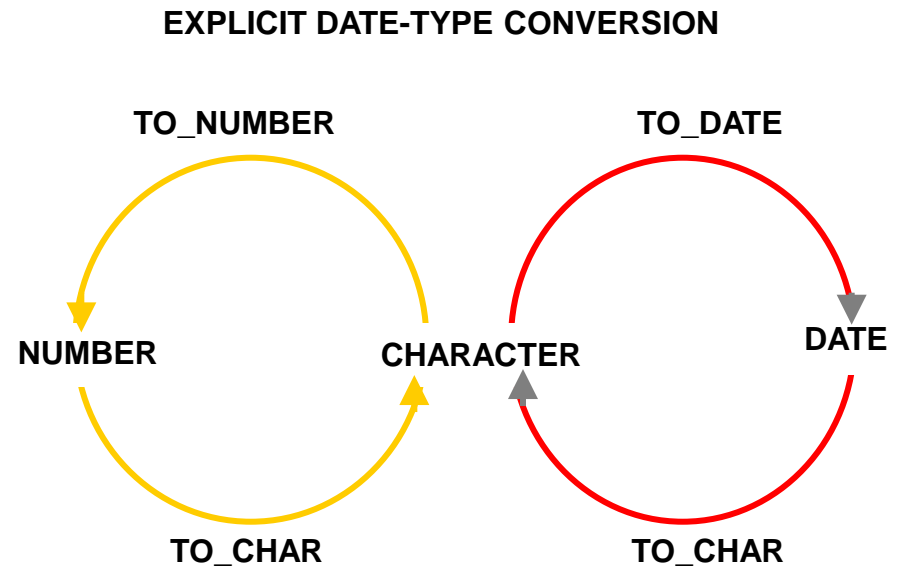 EXPLICIT DATE-TYPE CONVERSION
TO_NUMBER
TO_DATE
NUMBER
CHARACTER
DATE
TO_CHAR
TO_CHAR